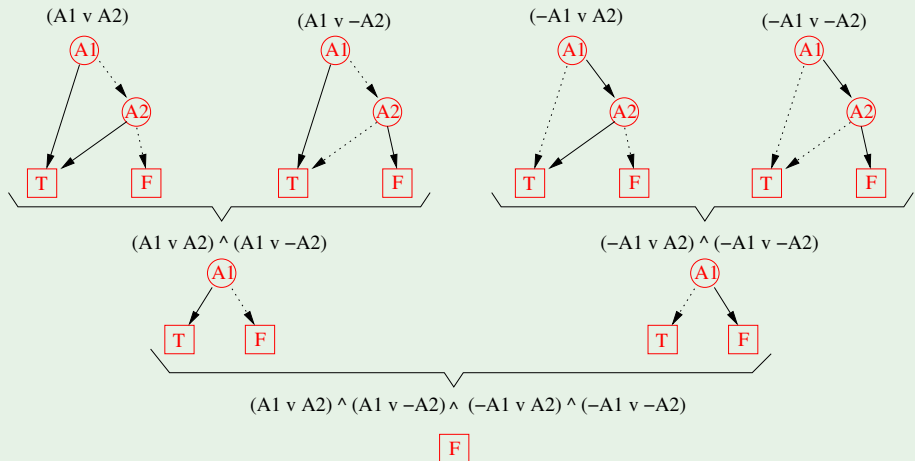 (A1 v A2) (A1 v −A2) (−A1 v A2) (−A1 v −A2)
A1 A1 A1 A1
A2 A2 A2 A2
T F T F T F T F
(A1 v A2) ^ (A1 v −A2) (−A1 v A2) ^ (−A1 v −A2)
A1 A1
T F T F
(A1 v A2) ^ (A1 v −A2) ^ (−A1 v A2) ^ (−A1 v −A2)
F